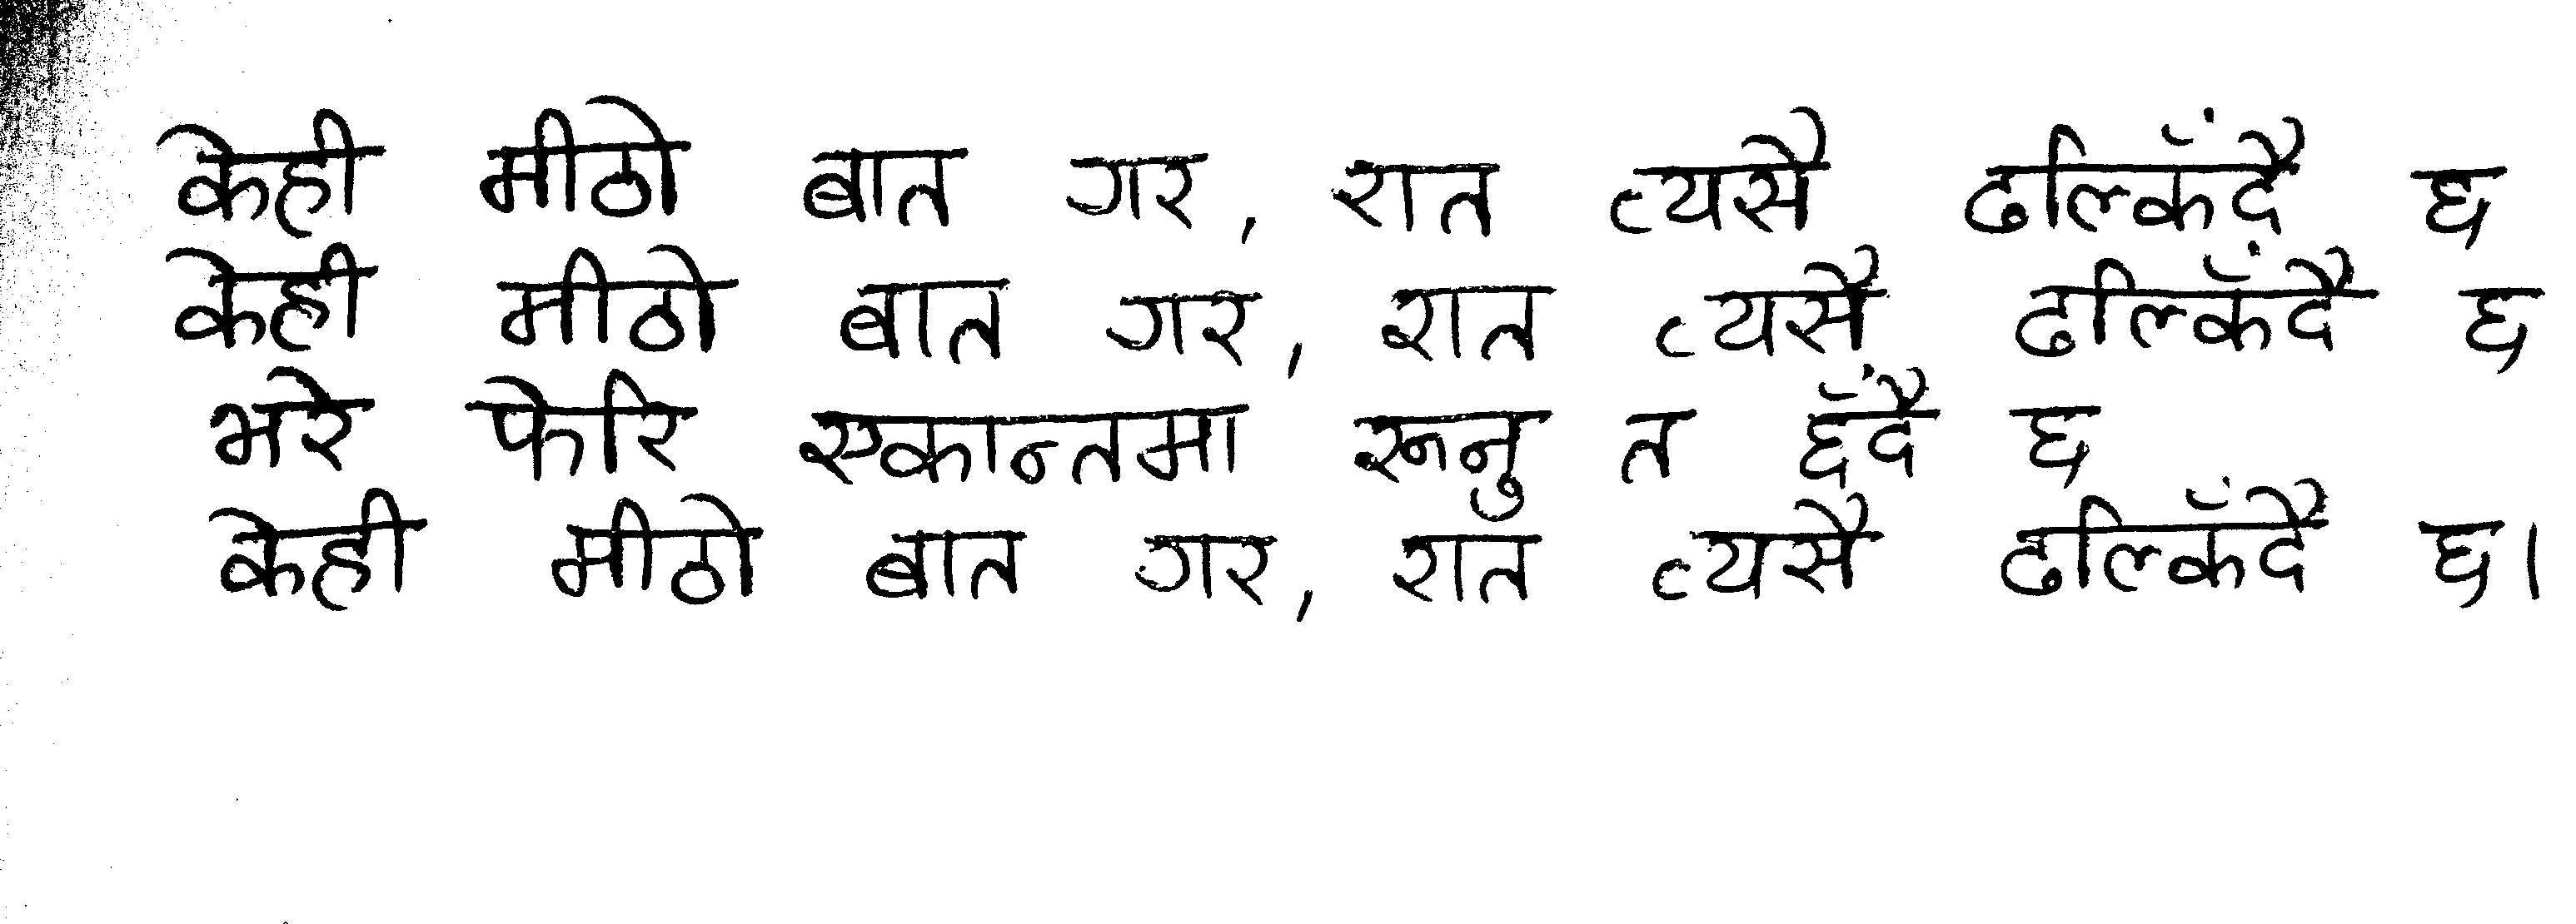 केही मीठो बात गर, रात त्यसै ढल्किँदै छ
केही मीठो बात गर, रात त्यसै ढल्किँदै छ
भरे फेरि एकान्तमा रूनु त छँदै छ
केही मीठो बात गर, रात त्यसै ढल्किँदै छ।